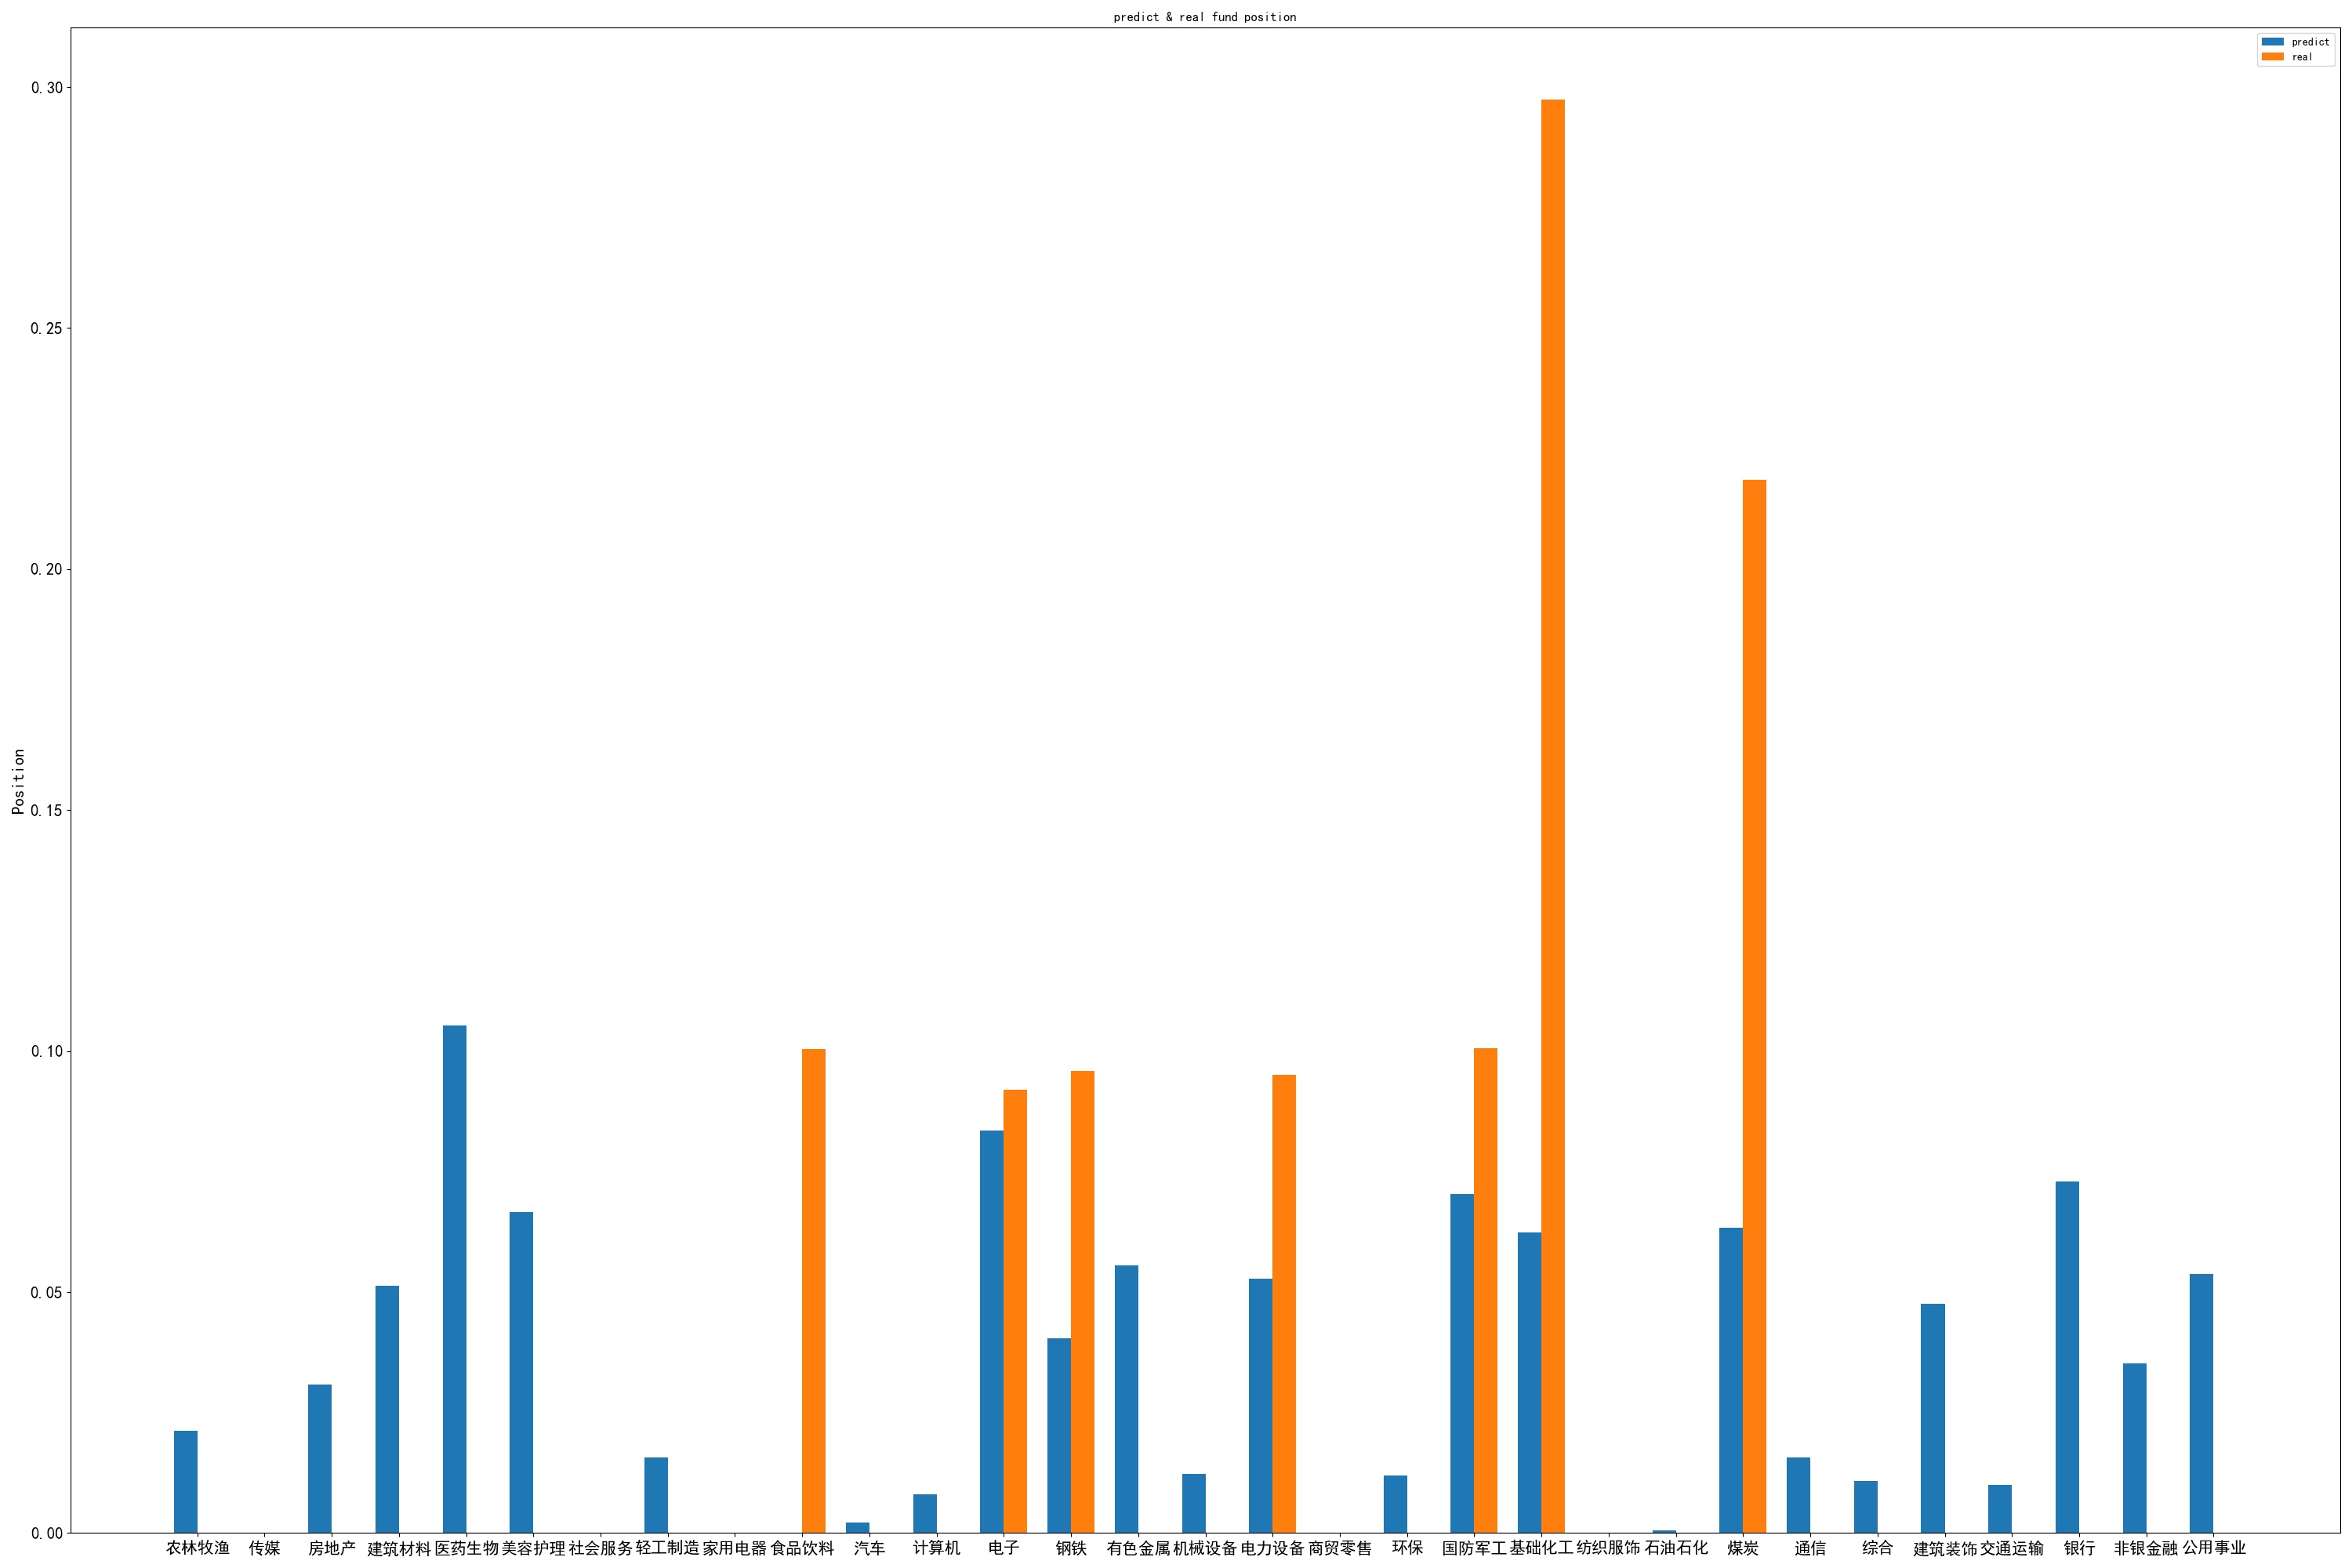 predict & real fund position
predict
real
0.30
0.25
0.20
0.15
0.10
0.05
0.00
Position
农林牧渔 传媒 房地产 建筑材料 医药生物 美容护理 社会服务 轻工制造 家用电器 食品饮料 汽车 计算机 电子 钢铁 有色金属 机械设备 电力设备 商贸零售 环保 国防军工 基础化工 纺织服饰 石油石化 煤炭 通信 综合 建筑装饰 交通运输 银行 非银金融 公用事业